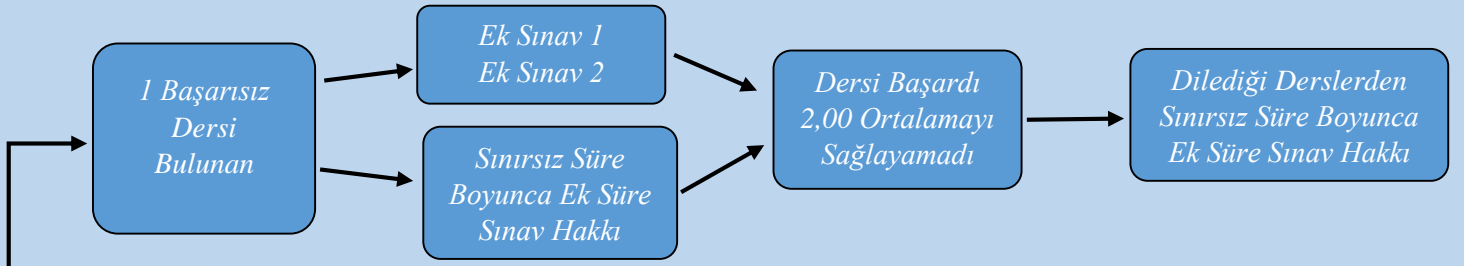 1 Başarısız
Dersi
Bulunan
Ek Sınav 1
Ek Sınav 2
Sınırsız Süre
Boyunca Ek Süre
Sınav Hakkı
Dersi Başardı
2,00 Ortalamayı
Sağlayamadı
Dilediği Derslerden
Sınırsız Süre Boyunca
Ek Süre Sınav Hakkı